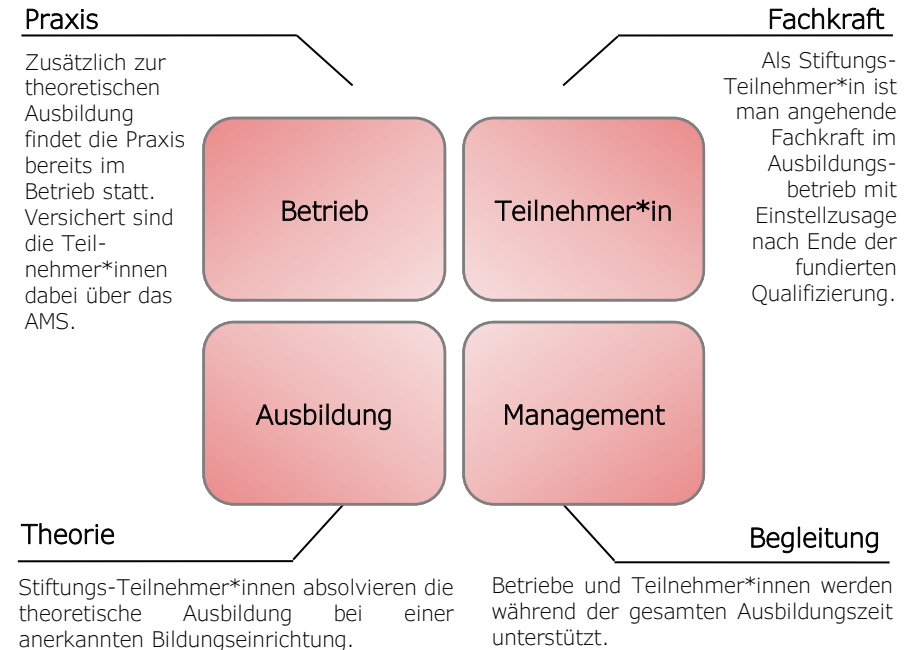 Praxis
Zusätzlich zur
theoretischen
Ausbildung
findet die Praxis
bereits im
Betrieb statt.
Versichert sind
die Teil-
nehmer*innen
dabei über das
AMS.
Fachkraft
Als Stiftungs-
Teilnehmer*in ist
man angehende
Fachkraft im
Ausbildungs-
betrieb mit
Einstellzusage
nach Ende der
fundierten
Qualifizierung.
Betrieb
Teilnehmer*in
Ausbildung
Management
Theorie
Stiftungs-Teilnehmer*innen absolvieren die
theoretische Ausbildung bei einer
anerkannten Bildungseinrichtung.
Begleitung
Betriebe und Teilnehmer*innen werden
während der gesamten Ausbildungszeit
unterstützt.